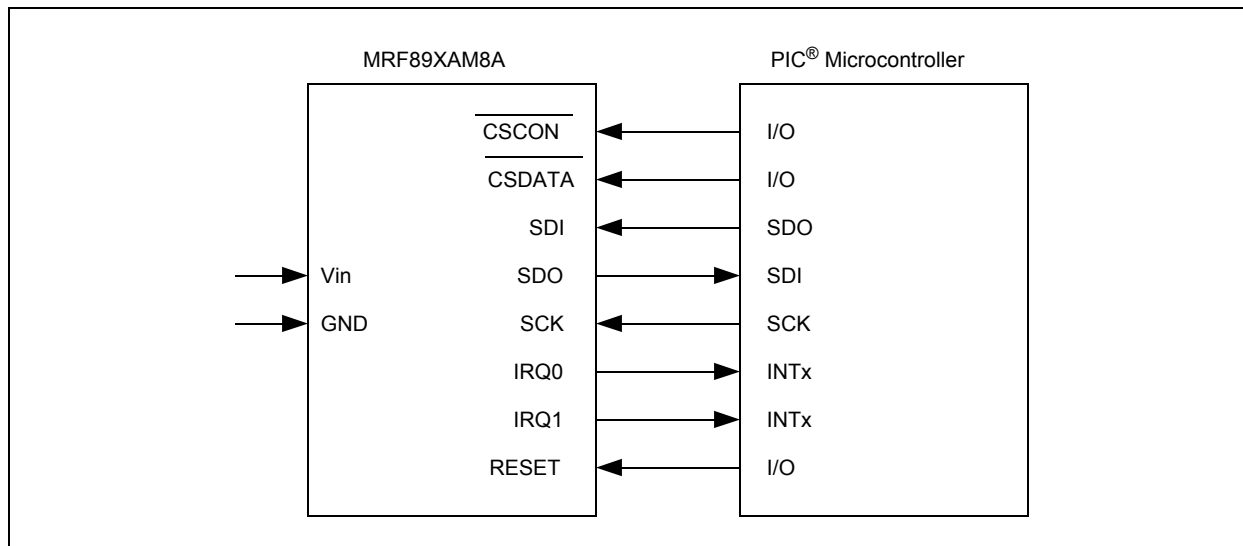 MRF89XAM8A PIC® Microcontroller
CSCON I/O
CSDATA I/O
SDI SDO
Vin SDO SDI
GND SCK SCK
IRQ0 INTx
IRQ1 INTx
RESET I/O